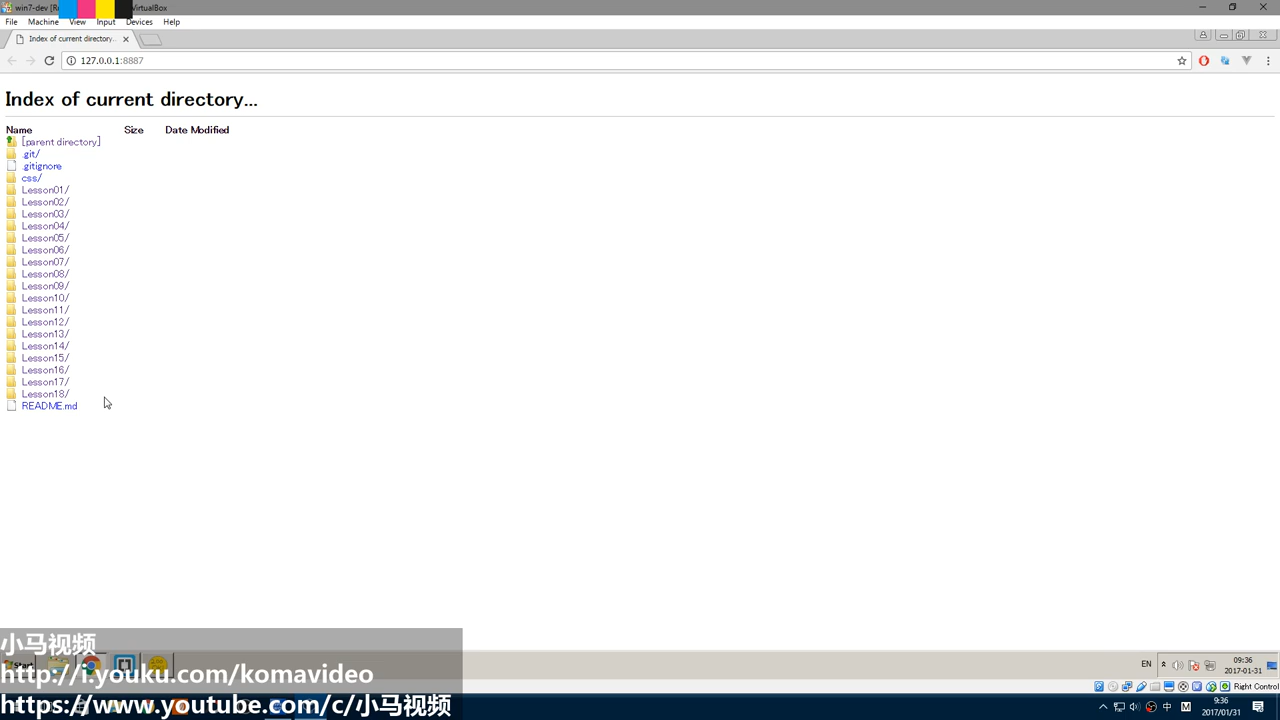 win7-dev [R
VirtualBox
File Machine View Input Devices Help
Index of current directory...
127.0.0.1:8887
Index of current directory...
Name Size Date Modified
[parent directory]
.git/
.gitignore
css/
Lesson01/
Lesson02/
Lesson03/
Lesson04/
Lesson05/
Lesson06/
Lesson07/
Lesson08/
Lesson09/
Lesson10/
Lesson11/
Lesson12/
Lesson13/
Lesson14/
Lesson15/
Lesson16/
Lesson17/
Lesson18/
README.md
小马视频
http://i.youku.com/komavideo
https://www.youtube.com/c/小马视频
Start
EN
09:36
2017-01-31
Right Control
中 M
9:36
2017/01/31